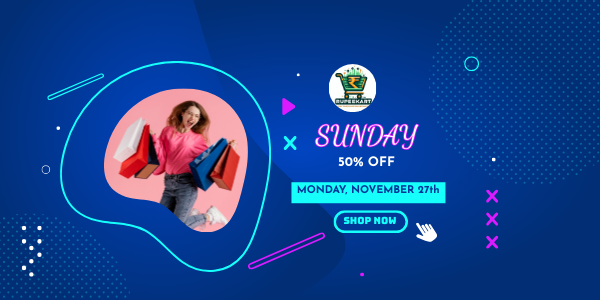 RUPEEKART
SUNDAY
50% OFF
MONDAY, NOVEMBER 27th
SHOP NOW